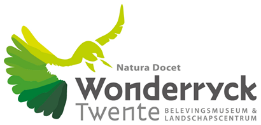 Natura Docet
Wonderryck
Twente BELEVINGSMUSEUM &
LANDSCHAPSCENTRUM